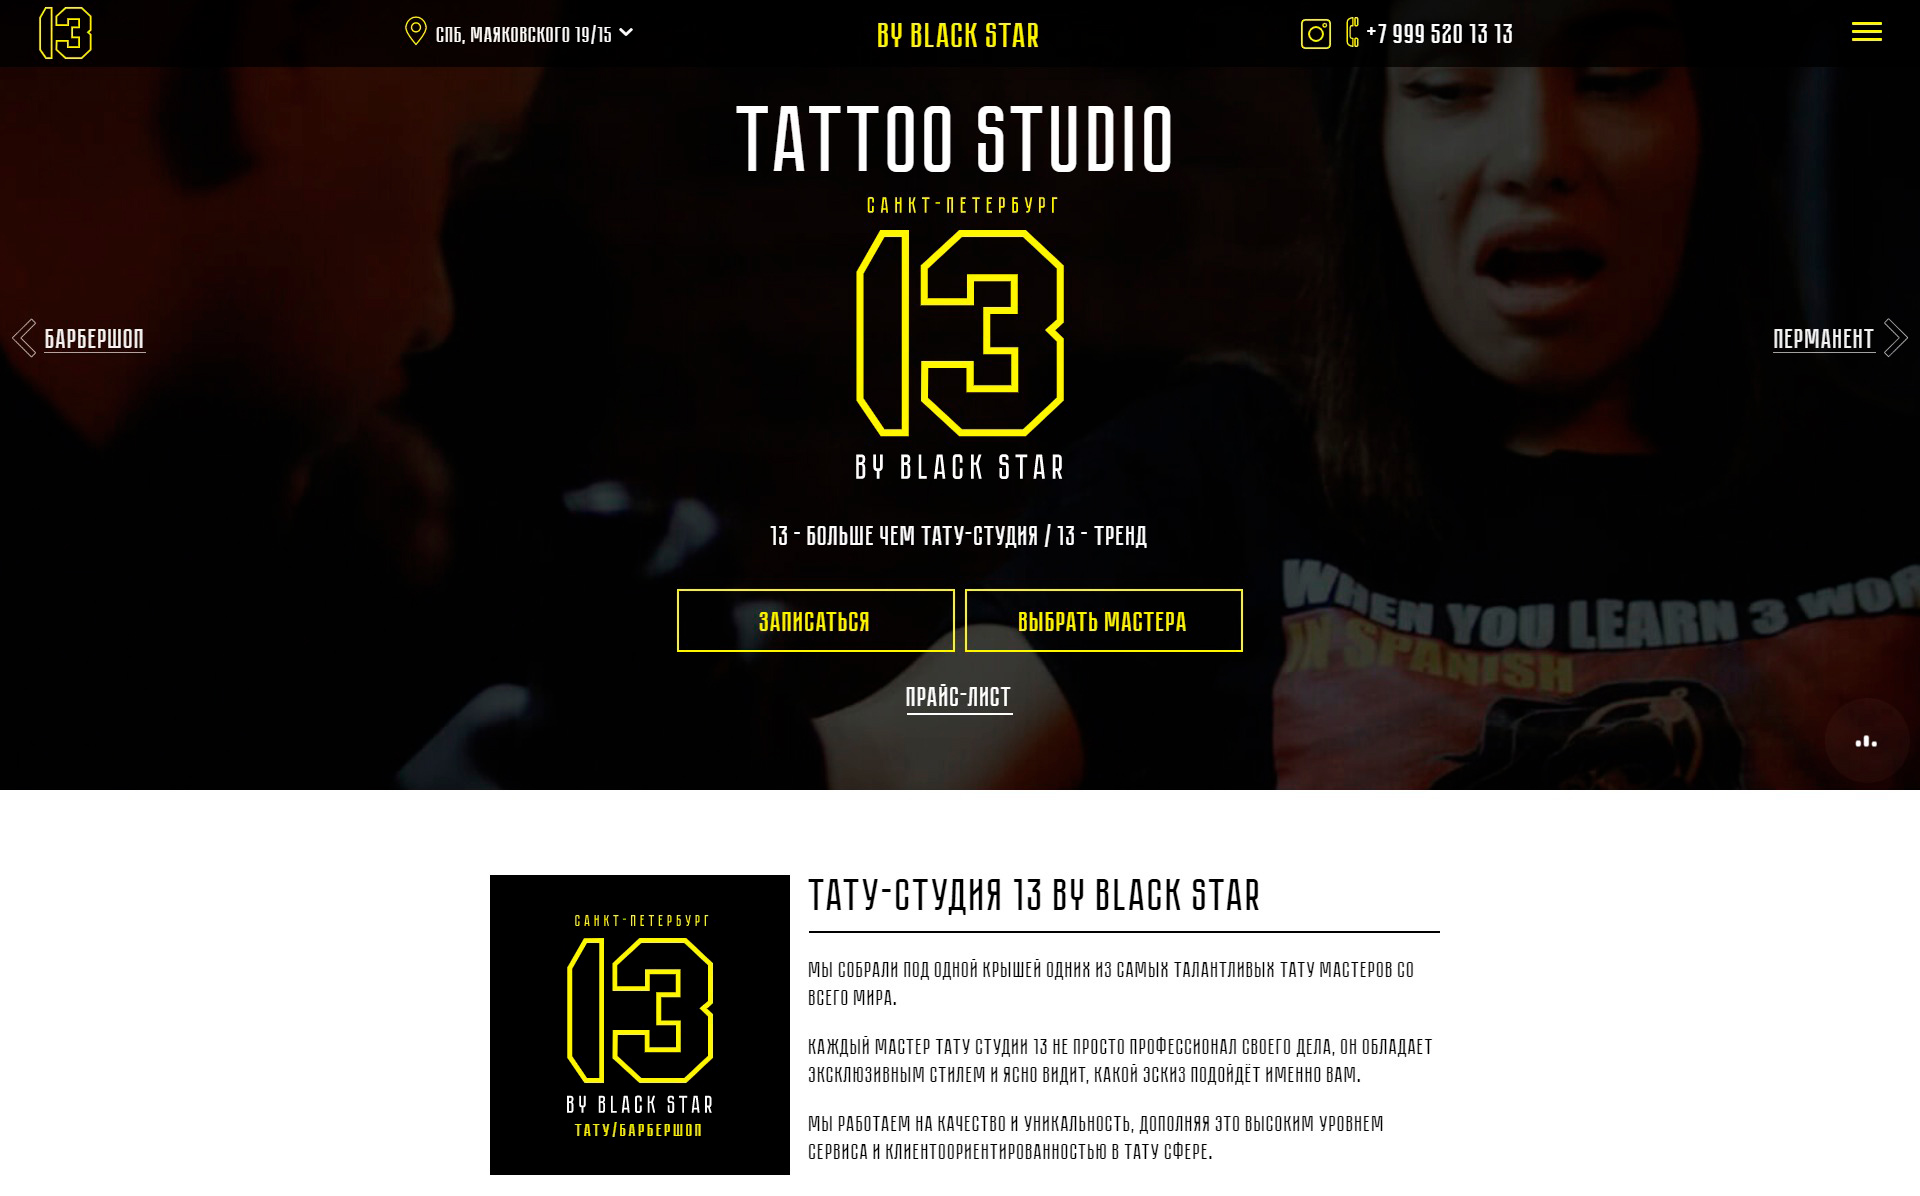 13
СПБ, МАЯКОВСКОГО 19/15
BY BLACK STAR
+7 999 520 13 13
TATTOO STUDIO
САНКТ-ПЕТЕРБУРГ
13
BY BLACK STAR
БАРБЕРШОП
ПЕРМАНЕНТ
13 - БОЛЬШЕ ЧЕМ ТАТУ-СТУДИЯ / 13 - ТРЕНД
ЗАПИСАТЬСЯ
ВЫБРАТЬ МАСТЕРА
WHEN YOU LEARN 3
IN SPANISH
ПРАЙС-ЛИСТ
САНКТ-ПЕТЕРБУРГ
13
BY BLACK STAR
ТАТУ/БАРБЕРШОП
ТАТУ-СТУДИЯ 13 BY BLACK STAR
МЫ СОБРАЛИ ПОД ОДНОЙ КРЫШЕЙ ОДНИХ ИЗ САМЫХ ТАЛАНТЛИВЫХ ТАТУ МАСТЕРОВ СО
ВСЕГО МИРА.
КАЖДЫЙ МАСТЕР ТАТУ СТУДИИ 13 НЕ ПРОСТО ПРОФЕССИОНАЛ СВОЕГО ДЕЛА, ОН ОБЛАДАЕТ
ЭКСКЛЮЗИВНЫМ СТИЛЕМ И ЯСНО ВИДИТ, КАКОЙ ЭСКИЗ ПОДОЙДЁТ ИМЕННО ВАМ.
МЫ РАБОТАЕМ НА КАЧЕСТВО И УНИКАЛЬНОСТЬ, ДОПОЛНЯЯ ЭТО ВЫСОКИМ УРОВНЕМ
СЕРВИСА И КЛИЕНТООРИЕНТИРОВАННОСТЬЮ В ТАТУ СФЕРЕ.